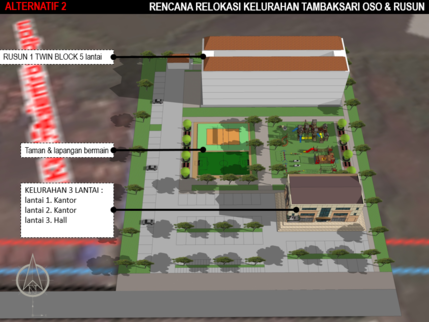 ALTERNATIF 2
RENCANA RELOKASI KELURAHAN TAMBAKSARI OSO & RUSUN
RUSUN 1 TWIN BLOCK 5 lantai
Taman & lapangan bermain
KELURAHAN 3 LANTAI :
lantai 1. Kantor
lantai 2. Kantor
lantai 3. Hall